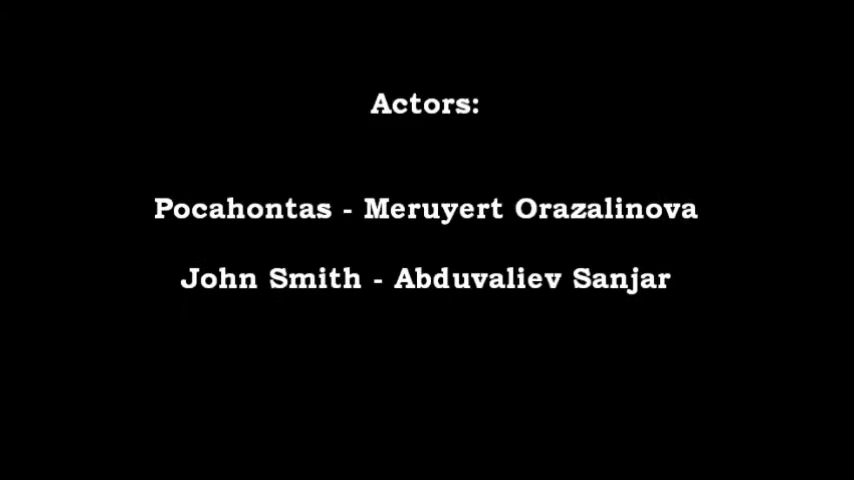 Actors:
Pocahontas - Meruyert Orazalinova
John Smith - Abduvaliev Sanjar